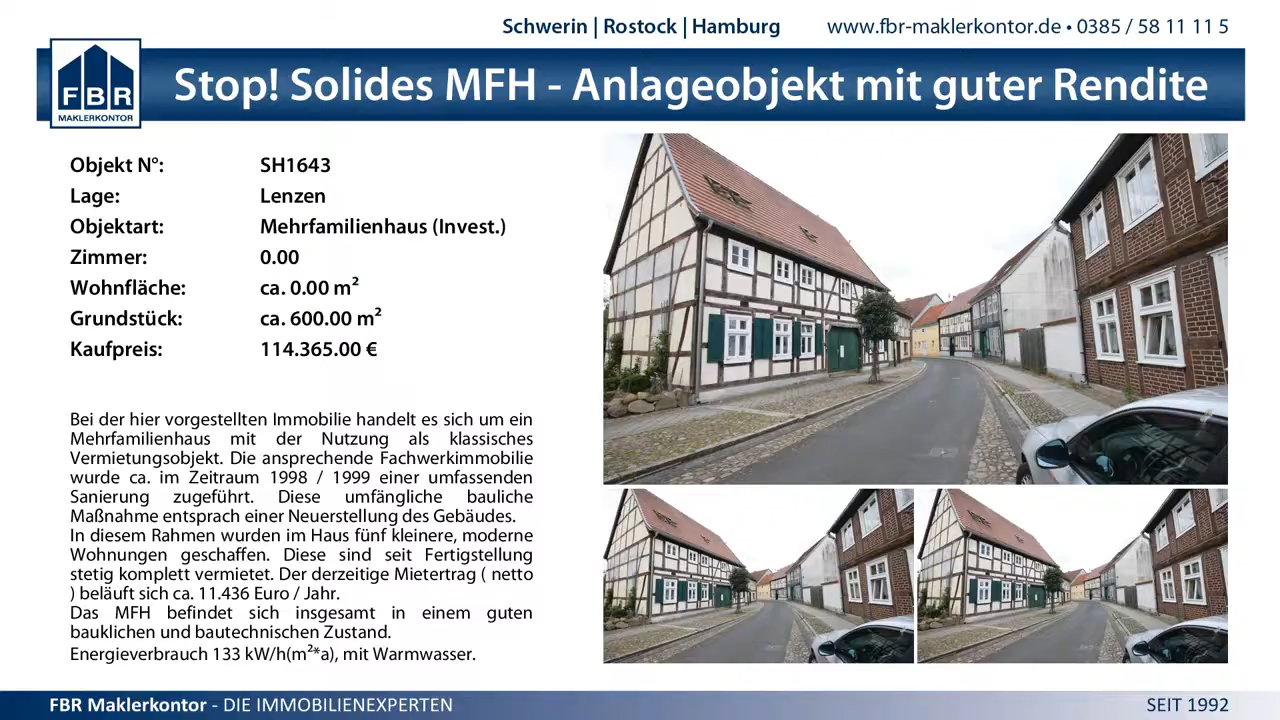 Schwerin | Rostock | Hamburg www.fbr-maklerkontor.de • 0385 / 58 11 11 5
FBR
MAKLERKONTOR
Stop! Solides MFH - Anlageobjekt mit guter Rendite
Objekt N°: SH1643
Lage: Lenzen
Objektart: Mehrfamilienhaus (Invest.)
Zimmer: 0.00
Wohnfläche: ca. 0.00 m²
Grundstück: ca. 600.00 m²
Kaufpreis: 114.365.00 €
Bei der hier vorgestellten Immobilie handelt es sich um ein
Mehrfamilienhaus mit der Nutzung als klassisches
Vermietungsobjekt. Die ansprechende Fachwerkimmobilie
wurde ca. im Zeitraum 1998 / 1999 einer umfassenden
Sanierung zugeführt. Diese umfängliche bauliche
Maßnahme entsprach einer Neuerstellung des Gebäudes.
In diesem Rahmen wurden im Haus fünf kleinere, moderne
Wohnungen geschaffen. Diese sind seit Fertigstellung
stetig komplett vermietet. Der derzeitige Mietertrag ( netto
) beläuft sich ca. 11.436 Euro / Jahr.
Das MFH befindet sich insgesamt in einem guten
bauklichen und bautechnischen Zustand.
Energieverbrauch 133 kW/h(m²*a), mit Warmwasser.
FBR Maklerkontor - DIE IMMOBILIENEXPERTEN SEIT 1992